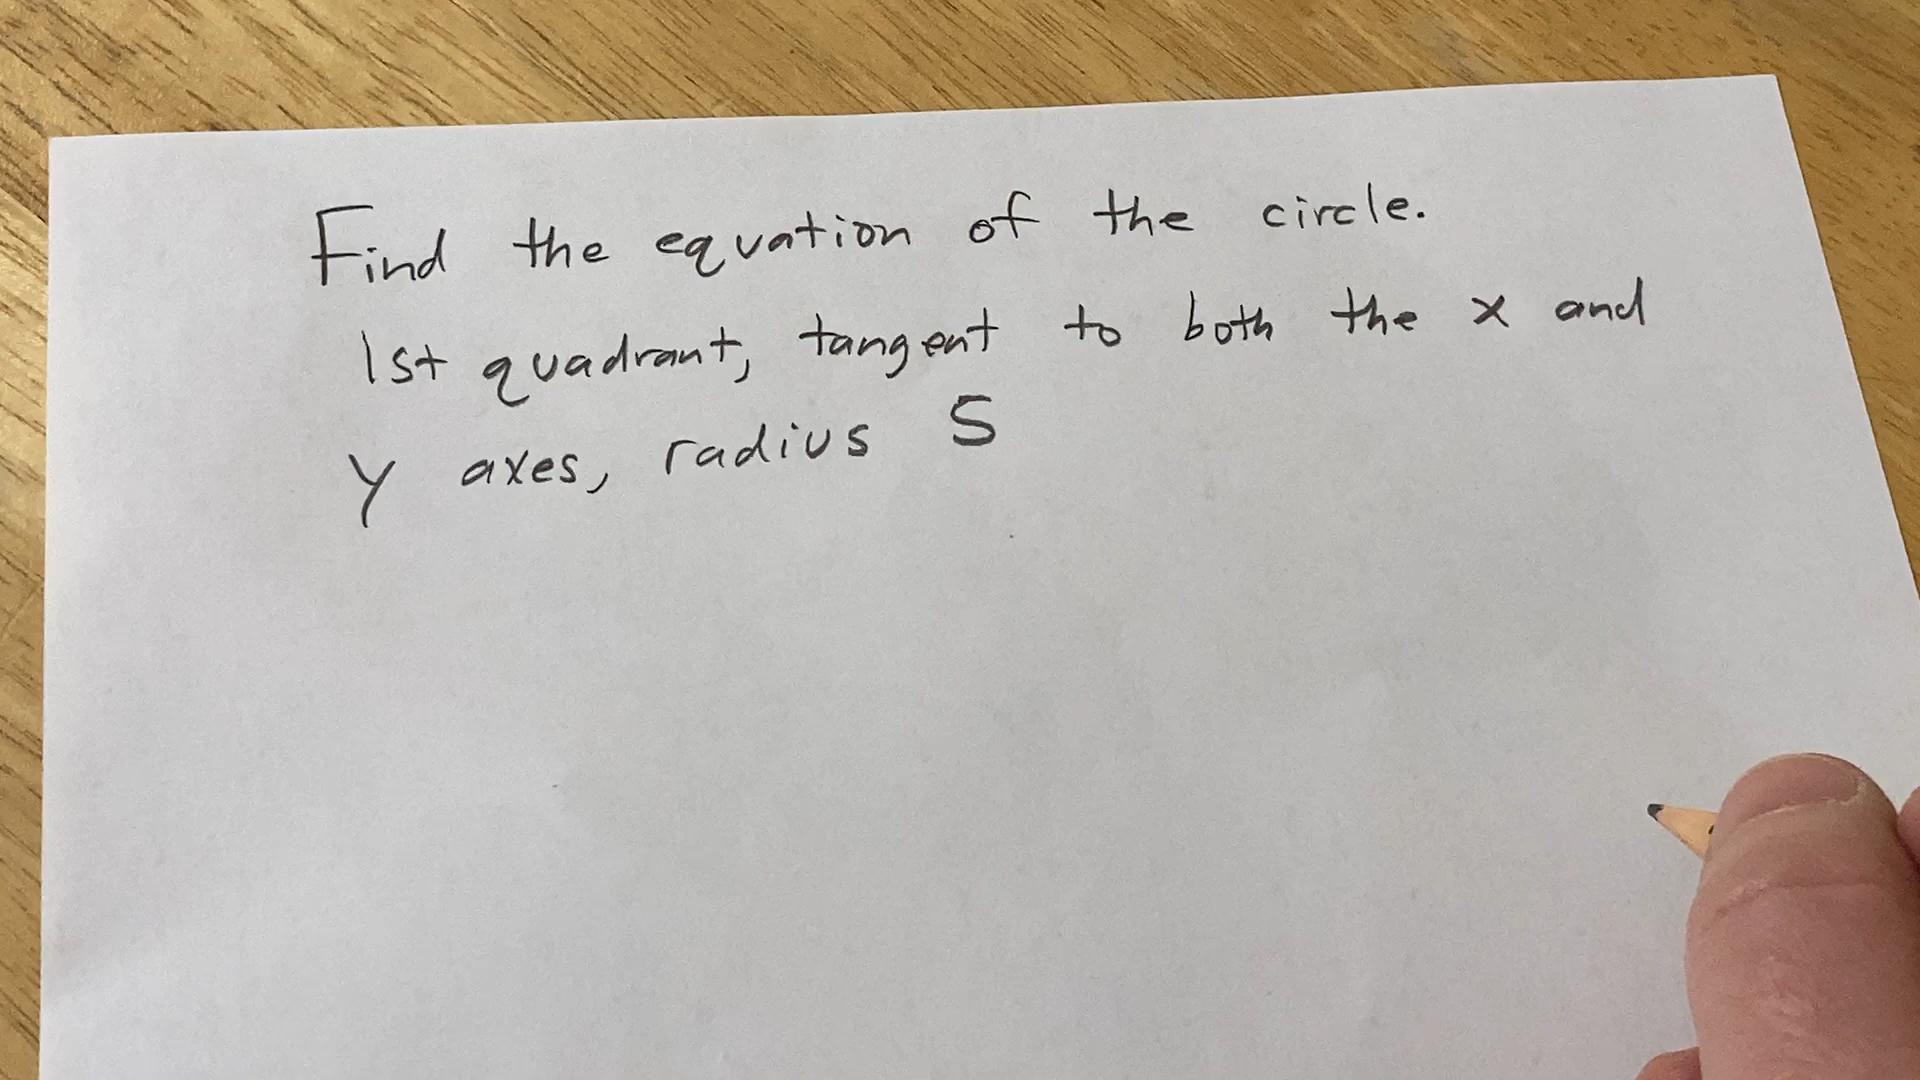 Find the equation of the circle.
1st quadrant, tangent to both the x and
y axes, radius 5